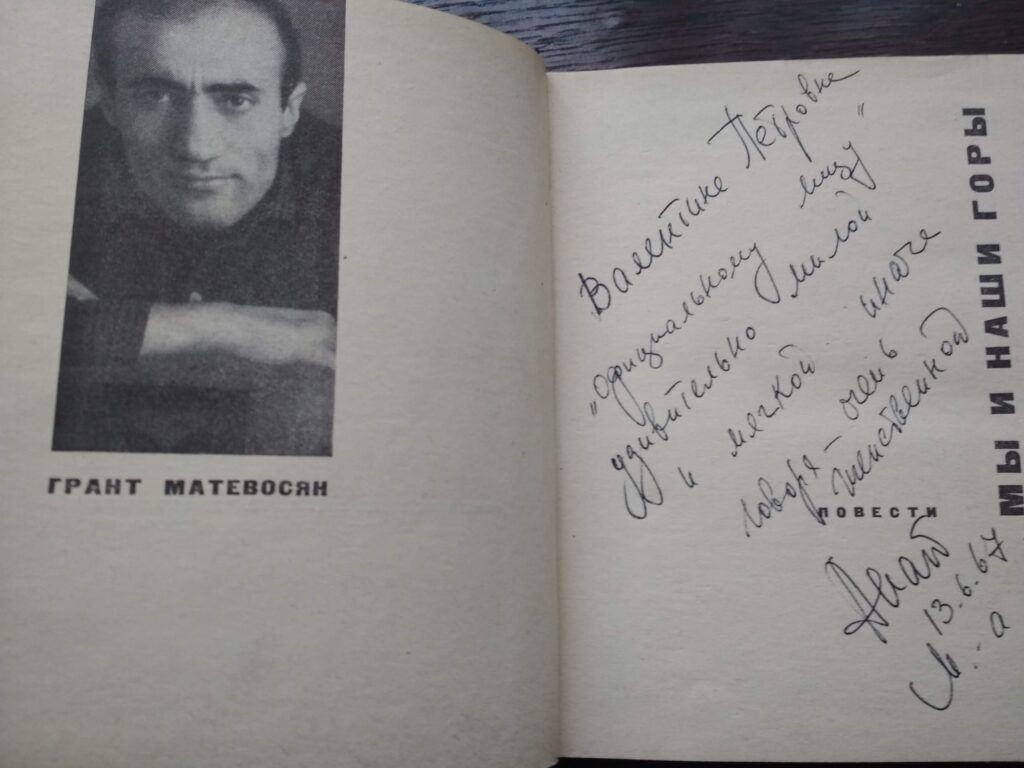 ГРАНТ МАТЕВОСЯН
Валентине Петровне
„официальному лицу"
удивительно милой
и мягкой иначе
говоря очень
женственной
13.6.67
МЫ И НАШИ ГОРЫ
ПОВЕСТИ